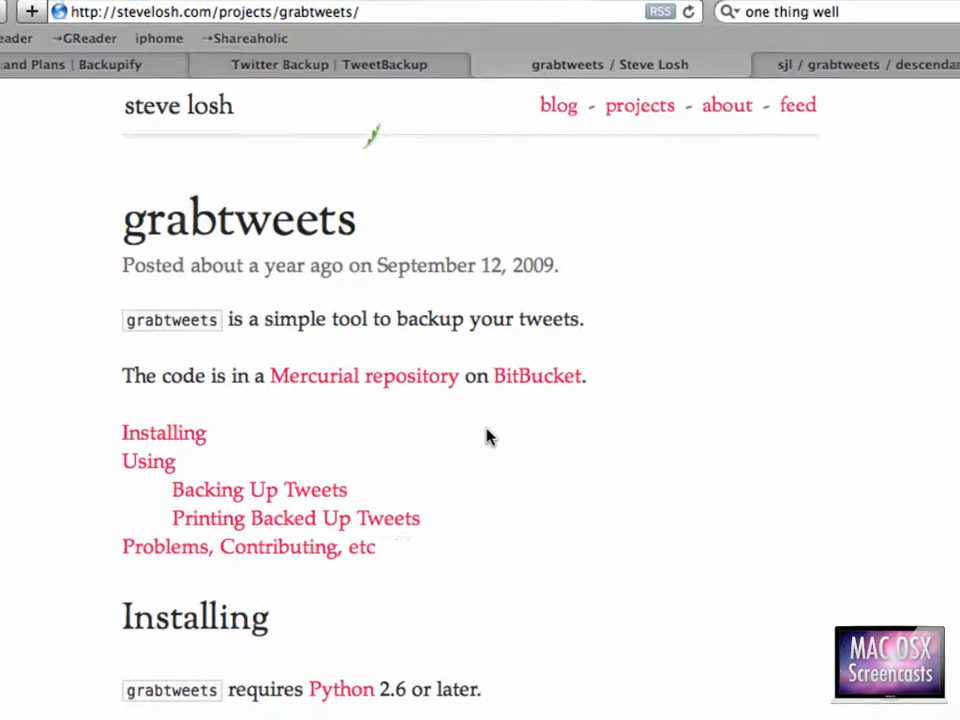 http://stevelosh.com/projects/grabtweets/ RSS one thing well
eader →GReader iphome →Shareaholic
and Plans | Backupify Twitter Backup | TweetBackup grabtweets / Steve Losh sjl / grabtweets / descendan
steve losh blog - projects - about - feed
grabtweets
Posted about a year ago on September 12, 2009.
grabtweets is a simple tool to backup your tweets.
The code is in a Mercurial repository on BitBucket.
Installing
Using
Backing Up Tweets
Printing Backed Up Tweets
Problems, Contributing, etc
Installing
grabtweets requires Python 2.6 or later.
MAC OSX
Screencasts